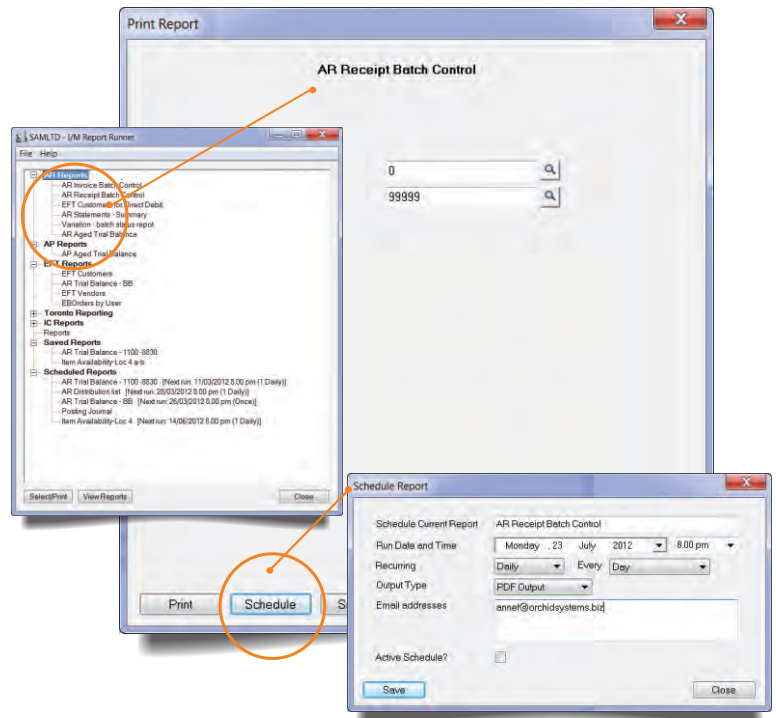 Print Report
AR Receipt Batch Control
0
99999
Print
Schedule
SAMLTD - I/M Report Runner
File Help
AR Reports
AR Invoice Batch Control
AR Receipt Batch Control
EFT Customers for Direct Debit
AR Statements - Summary
Variation - batch status repot
AR Aged Trial Balance
AP Reports
AP Aged Trial Balance
EFT Reports
EFT Customers
AR Trial Balance - BB
EFT Vendors
EBOrders by User
Toronto Reporting
IC Reports
Reports
Saved Reports
AR Trial Balance - 1100 -8830
Item Availability-Loc 4 a-b
Scheduled Reports
AR Trial Balance - 1100 -8830 [Next run: 11/03/2012 8.00 pm (1 Daily)]
AR Distribution list [Next run: 28/03/2012 8.00 pm (1 Daily)]
AR Trial Balance - BB [Next run: 26/03/2012 8.00 pm (Once)]
Posting Journal
Item Availability-Loc 4 [Next run: 14/06/2012 8.00 pm (1 Daily)]
Select/Print View Reports Close
Schedule Report
Schedule Current Report AR Receipt Batch Control
Run Date and Time Monday , 23 July 2012 8.00 pm
Recurring Daily Every Day
Output Type PDF Output
Email addresses annef@orchidsystems.biz
Active Schedule?
Save Close